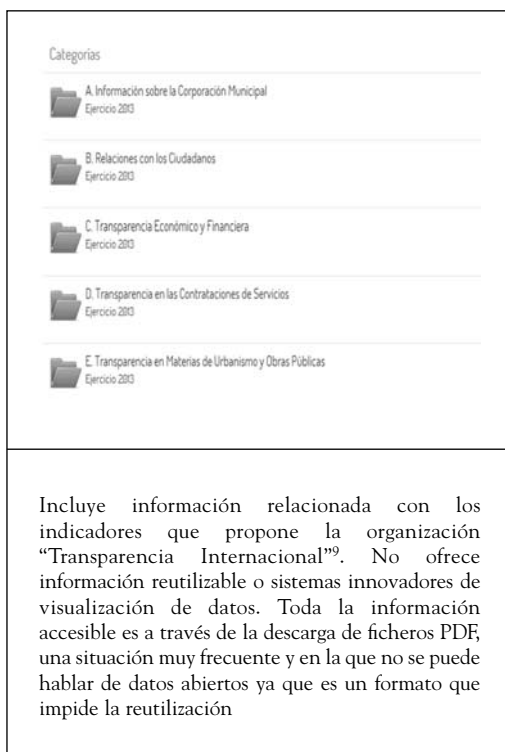 Categorías
A. Información sobre la Corporación Municipal
Ejercicio 2013
B. Relaciones con los Ciudadanos
Ejercicio 2013
C. Transparencia Económico y Financiera
Ejercicio 2013
D. Transparencia en las Contrataciones de Servicios
Ejercicio 2013
E. Transparencia en Materias de Urbanismo y Obras Públicas
Ejercicio 2013
Incluye información relacionada con los
indicadores que propone la organización
“Transparencia Internacional”⁹. No ofrece
información reutilizable o sistemas innovadores de
visualización de datos. Toda la información
accesible es a través de la descarga de ficheros PDF,
una situación muy frecuente y en la que no se puede
hablar de datos abiertos ya que es un formato que
impide la reutilización